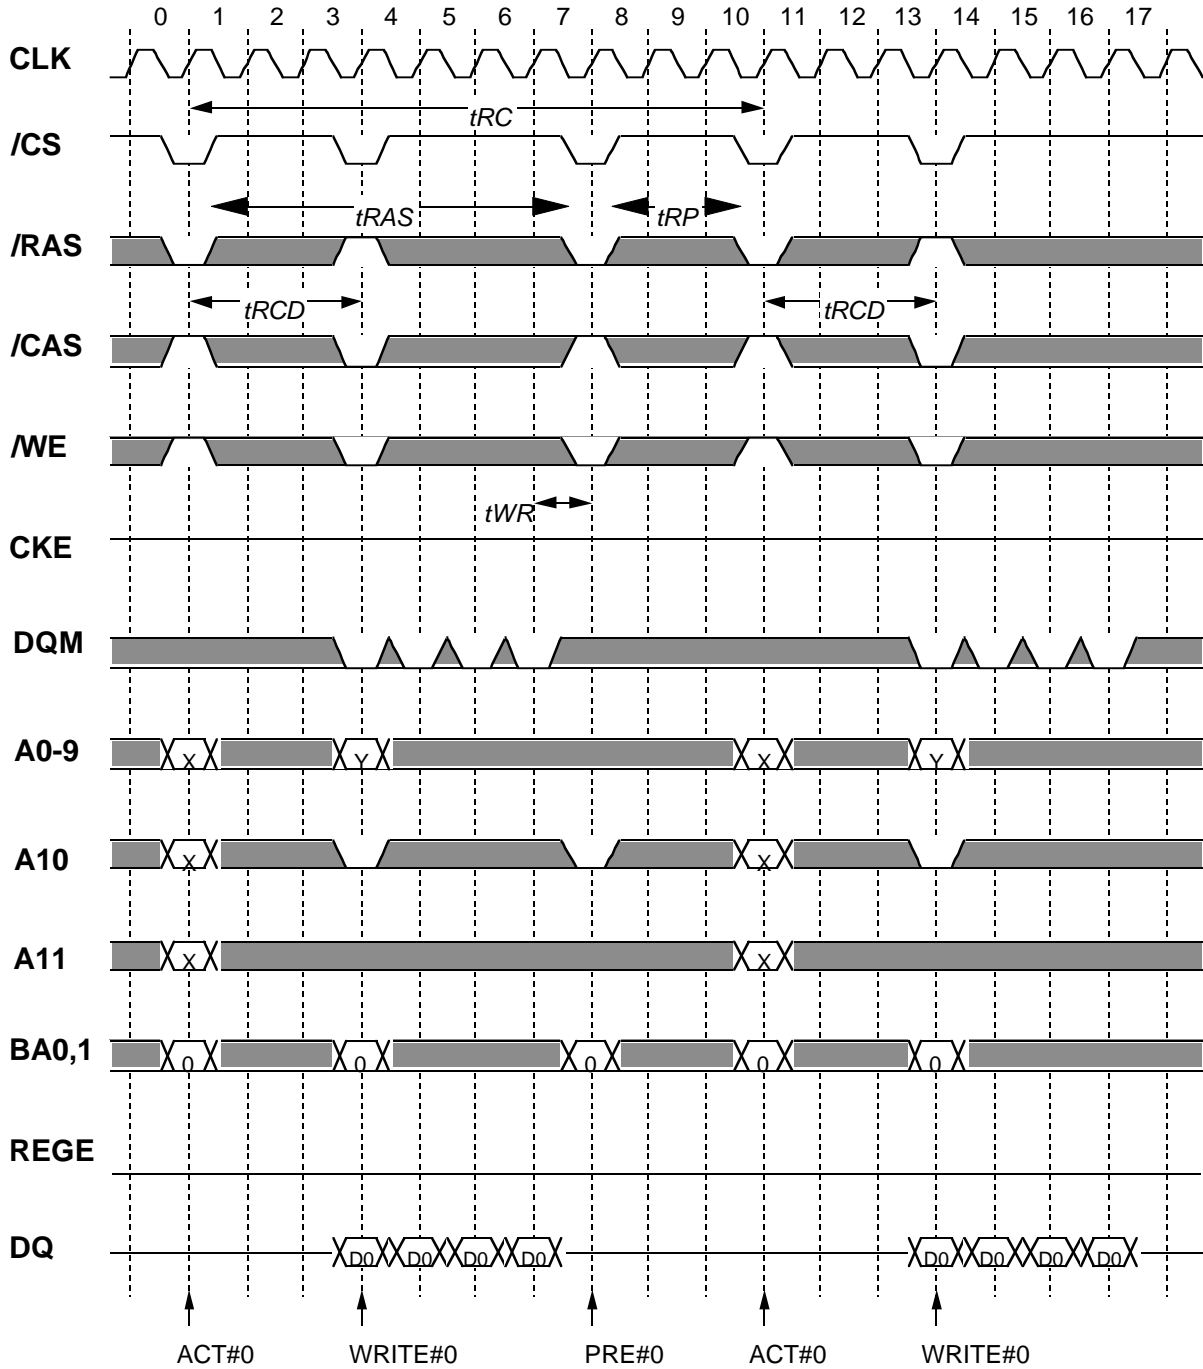 0 1 2 3 4 5 6 7 8 9 10 11 12 13 14 15 16 17
CLK
tRC
/CS
tRAS tRP
/RAS
tRCD tRCD
/CAS
/WE
tWR
CKE
DQM
A0-9 X Y X Y
A10 X X
A11 X X
BA0,1 0 0 0 0 0
REGE
DQ D0 D0 D0 D0 D0 D0 D0 D0
ACT#0 WRITE#0 PRE#0 ACT#0 WRITE#0